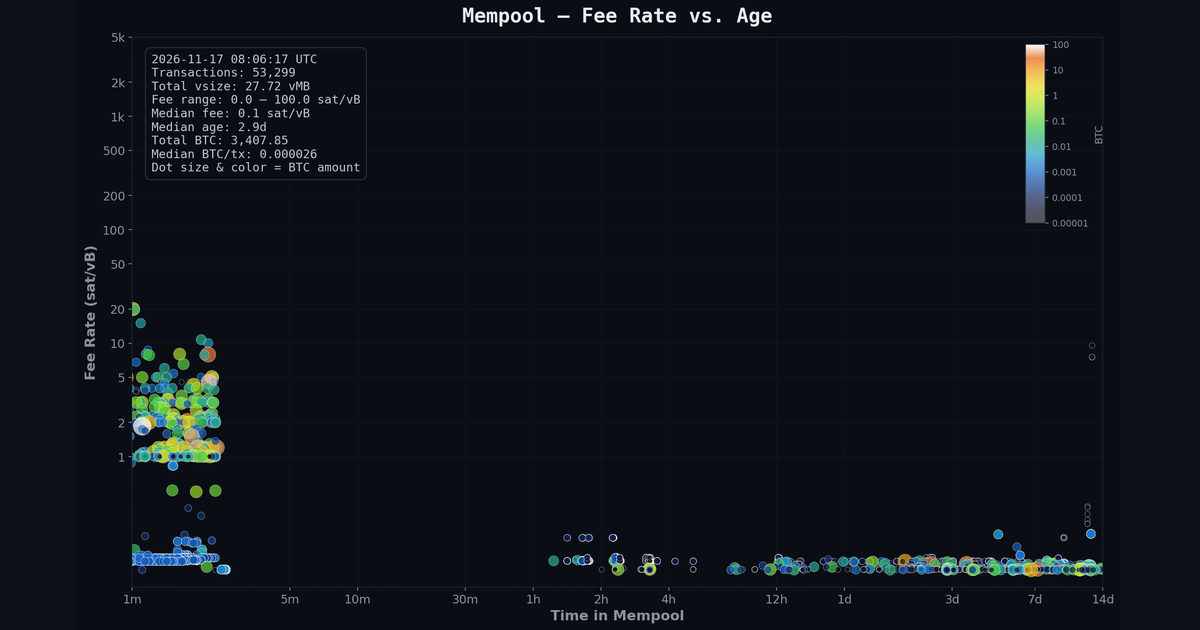 Mempool — Fee Rate vs. Age
2026-11-17 08:06:17 UTC
Transactions: 53,299
Total vsize: 27.72 vMB
Fee range: 0.0 – 100.0 sat/vB
Median fee: 0.1 sat/vB
Median age: 2.9d
Total BTC: 3,407.85
Median BTC/tx: 0.000026
Dot size & color = BTC amount
100
10
1
0.1
0.01
0.001
0.0001
0.00001
BTC
Fee Rate (sat/vB)
5k
2k
1k
500
200
100
50
20
10
5
2
1
1m
5m
10m
30m
1h
2h
4h
12h
1d
3d
7d
14d
Time in Mempool